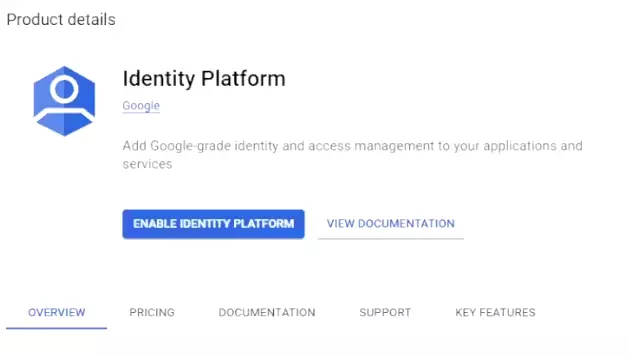 Product details
Identity Platform
Google
Add Google-grade identity and access management to your applications and
services
ENABLE IDENTITY PLATFORM
VIEW DOCUMENTATION
OVERVIEW
PRICING
DOCUMENTATION
SUPPORT
KEY FEATURES